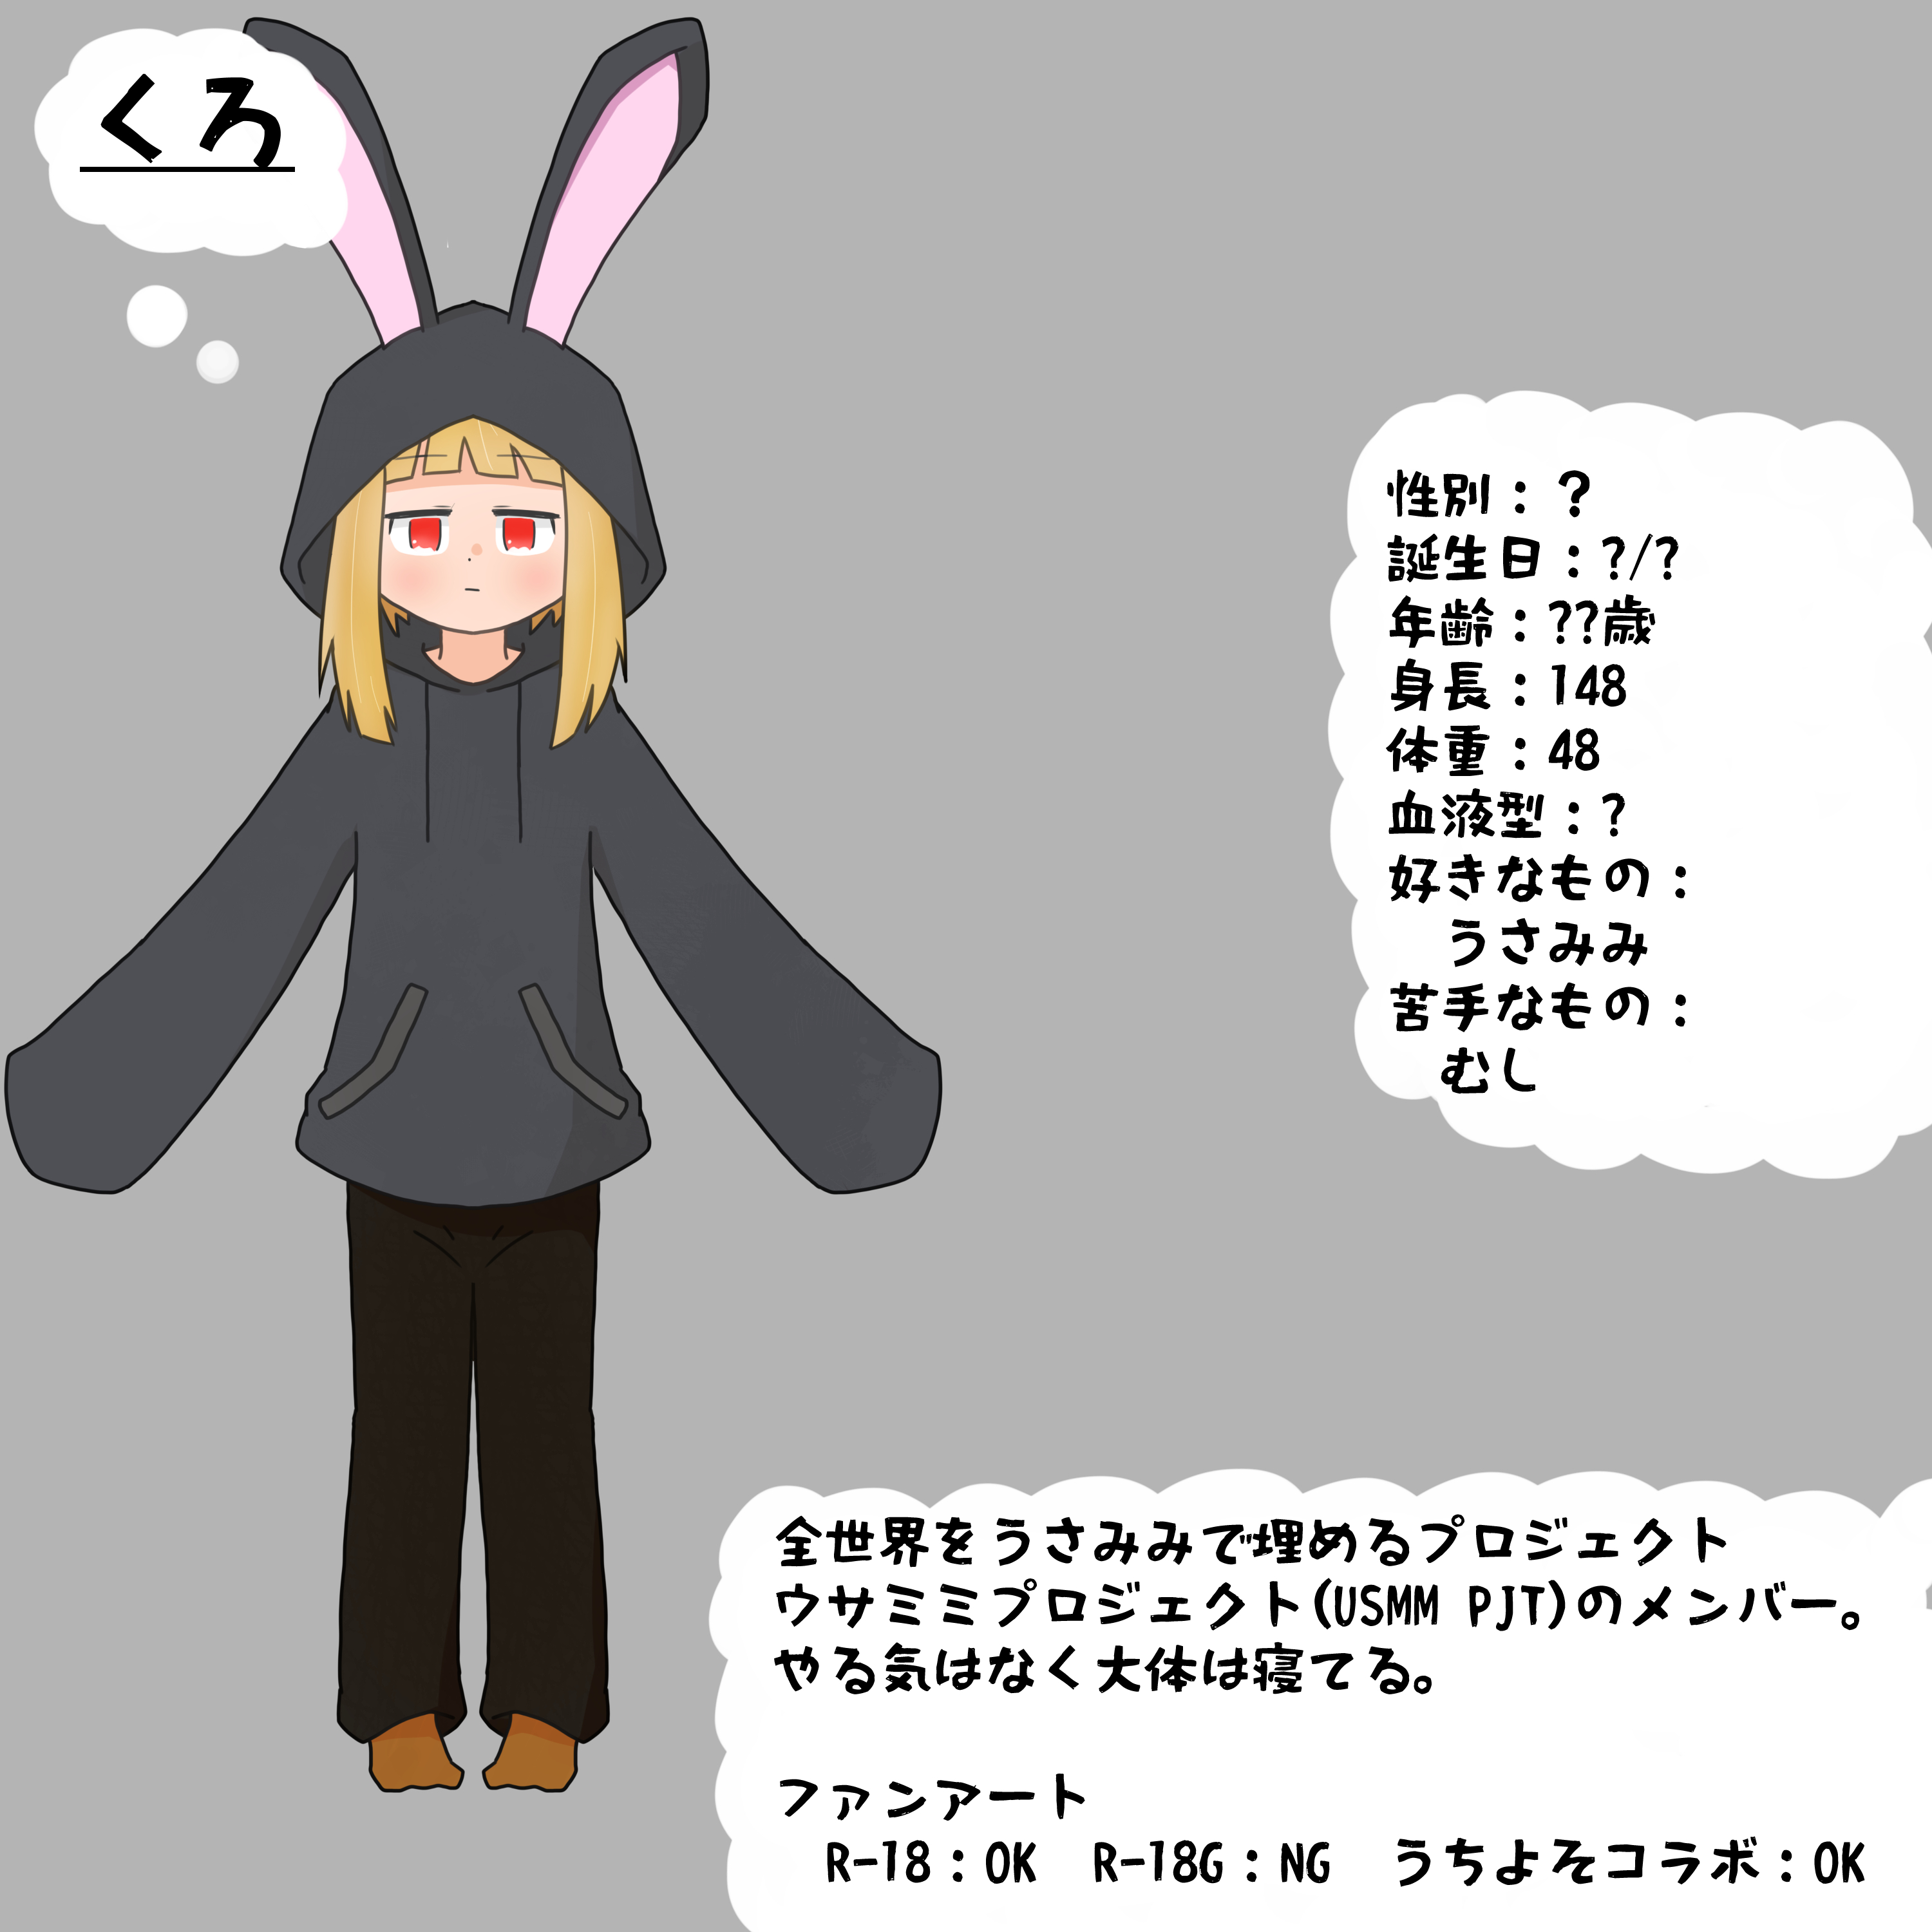 くろ
性別：？
誕生日：?/?
年齢：??歳
身長：148
体重：48
血液型：?
好きなもの：
うさみみ
苦手なもの：
むし
全世界をうさみみで埋めるプロジェクト
ウサミミプロジェクト(USMM PJT)のメンバー。
やる気はなく大体は寝てる。
ファンアート
R-18：OK　R-18G：NG　うちよそコラボ：OK